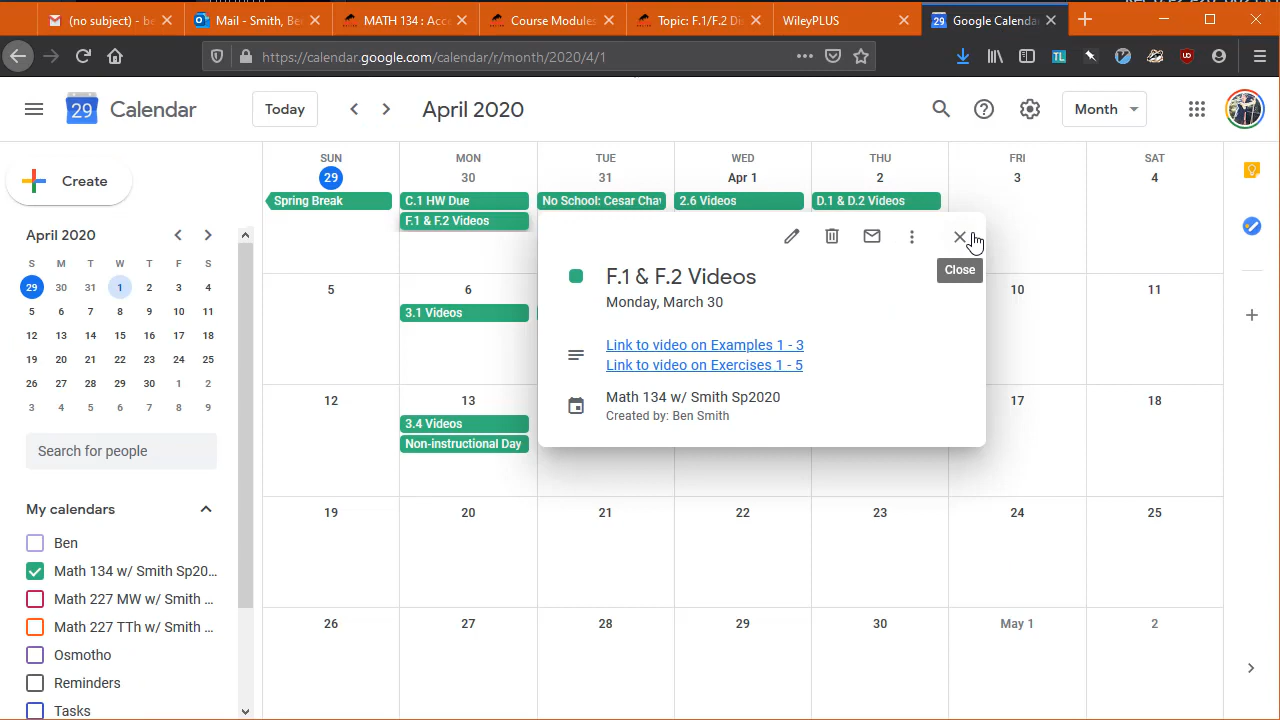 (no subject) - be
Mail - Smith, Be
MATH 134 : Acc
Course Modules
Topic: F.1/F.2 Di
WileyPLUS
29
Google Calenda
https://calendar.google.com/calendar/r/month/2020/4/1
TL
29
Calendar
Today
April 2020
Month
Create
April 2020
S M T W T F S
29 30 31 1 2 3 4
5 6 7 8 9 10 11
12 13 14 15 16 17 18
19 20 21 22 23 24 25
26 27 28 29 30 1 2
3 4 5 6 7 8 9
Search for people
My calendars
Ben
Math 134 w/ Smith Sp20…
Math 227 MW w/ Smith …
Math 227 TTh w/ Smith …
Osmotho
Reminders
Tasks
SUN MON TUE WED THU FRI SAT
29 30 31 Apr 1 2 3 4
Spring Break
C.1 HW Due
No School: Cesar Cha
2.6 Videos
D.1 & D.2 Videos
F.1 & F.2 Videos
Close
F.1 & F.2 Videos
Monday, March 30
Link to video on Examples 1 - 3
Link to video on Exercises 1 - 5
Math 134 w/ Smith Sp2020
Created by: Ben Smith
5 6 10 11
3.1 Videos
12 13 17 18
3.4 Videos
Non-instructional Day
19 20 21 22 23 24 25
26 27 28 29 30 May 1 2